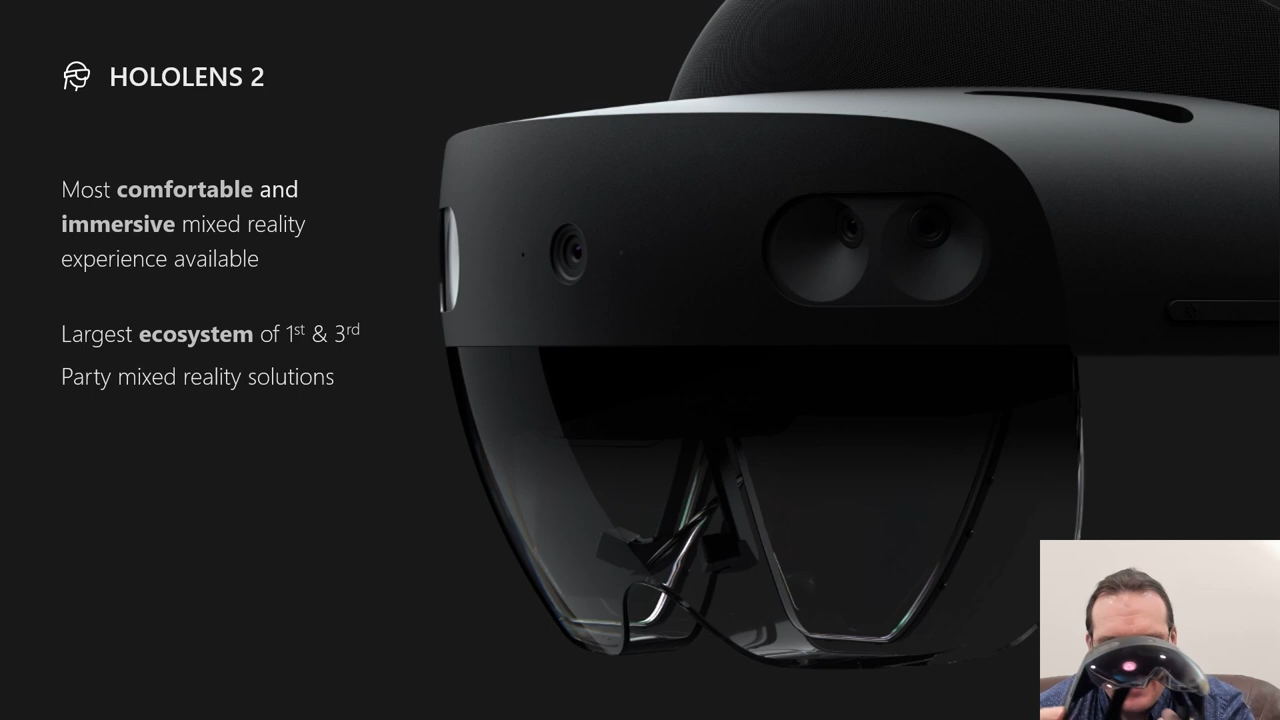 HOLOLENS 2
Most comfortable and
immersive mixed reality
experience available
Largest ecosystem of 1st & 3rd
Party mixed reality solutions